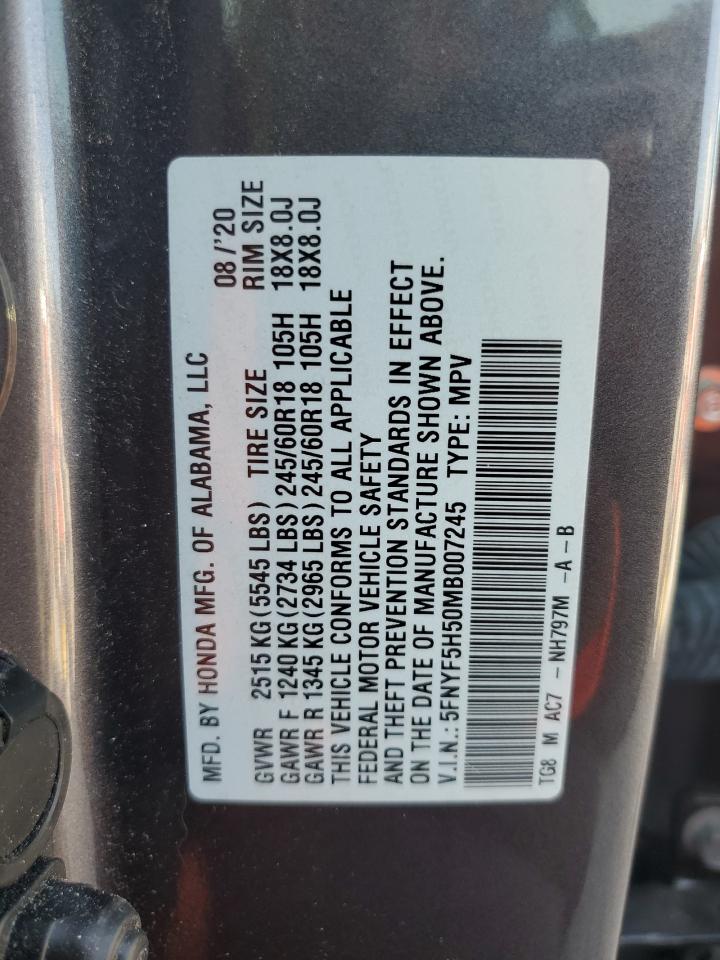 MFD. BY HONDA MFG. OF ALABAMA, LLC 08/'20
GVWR 2515 KG (5545 LBS) TIRE SIZE RIM SIZE
GAWR F 1240 KG (2734 LBS) 245/60R18 105H 18X8.0J
GAWR R 1345 KG (2965 LBS) 245/60R18 105H 18X8.0J
THIS VEHICLE CONFORMS TO ALL APPLICABLE
FEDERAL MOTOR VEHICLE SAFETY
AND THEFT PREVENTION STANDARDS IN EFFECT
ON THE DATE OF MANUFACTURE SHOWN ABOVE.
V.I.N.: 5FNYF5H50MB007245 TYPE: MPV
TG8 M AC7 - NH797M -A - B